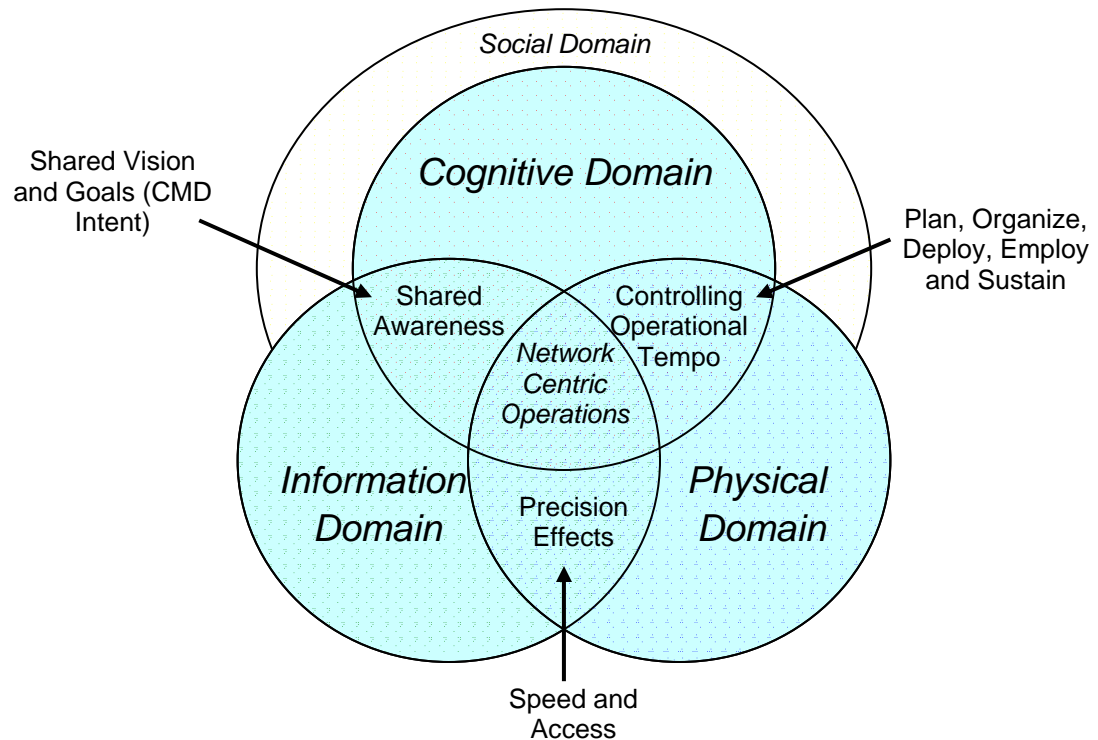 Social Domain
Cognitive Domain
Shared Vision
and Goals (CMD
Intent)
Plan, Organize,
Deploy, Employ
and Sustain
Shared
Awareness
Controlling
Operational
Tempo
Network
Centric
Operations
Information
Domain
Physical
Domain
Precision
Effects
Speed and
Access